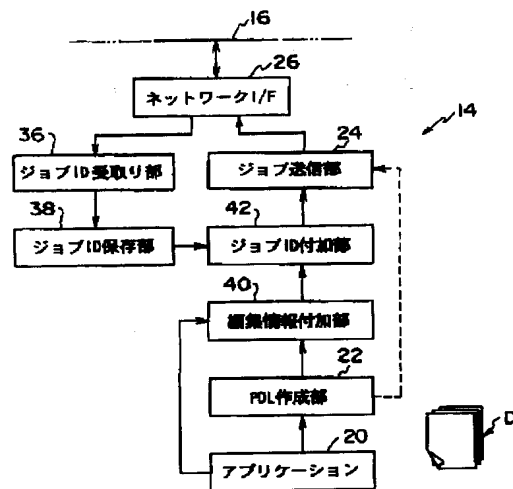 16
26
ネットワークI/F
14
36
24
ジョブID受取り部
ジョブ送信部
38
42
ジョブID保存部
ジョブID付加部
40
編集情報付加部
22
PDL作成部
20
D
アプリケーション